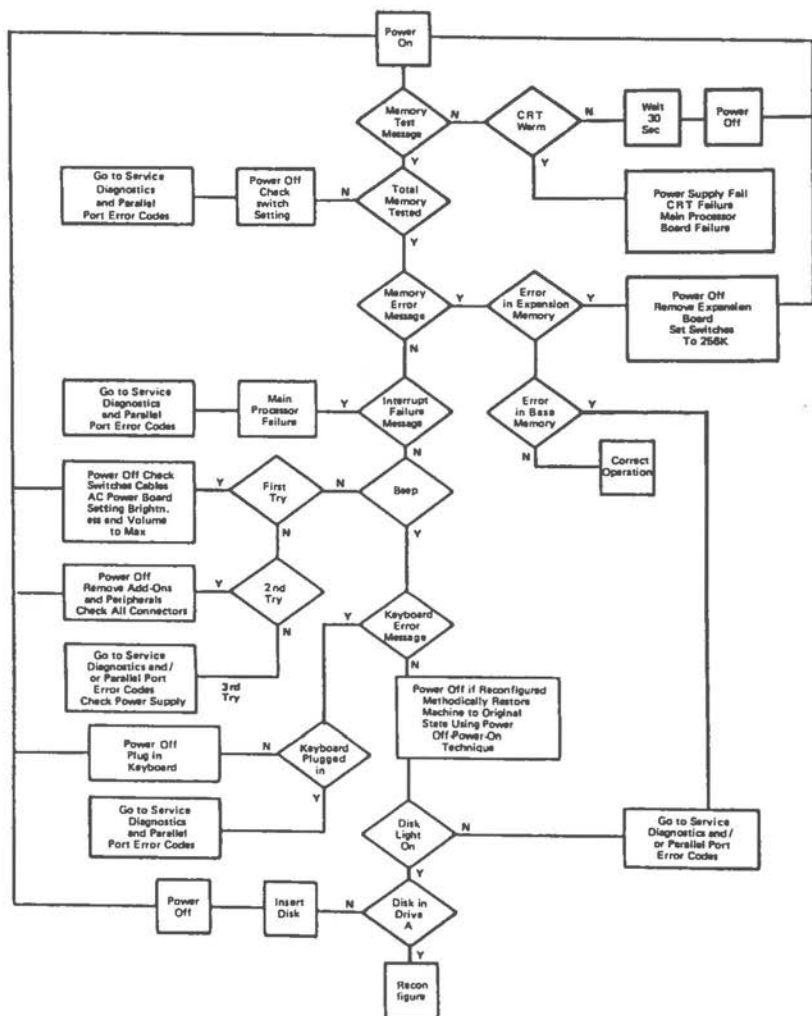 Power
On
Memory
Test
Message
N
CRT
Warm
N
Wait
30
Sec
Power
Off
Y
Y
Go to Service
Diagnostics
and Parallel
Port Error Codes
Power Off
Check
switch
Setting
N
Total
Memory
Tested
Power Supply Fail
CRT Failure
Main Processor
Board Failure
Y
Memory
Error
Message
Y
Error
in Expansion
Memory
Y
Power Off
Remove Expansion
Board
Set Switches
To 256K
N
Go to Service
Diagnostics
and Parallel
Port Error Codes
Main
Processor
Failure
Y
Interrupt
Failure
Message
Error
in Base
Memory
Y
N
N
Correct
Operation
Power Off Check
Switches Cables
AC Power Board
Setting Brightn.
ess and Volume
to Max
Y
First
Try
N
Beep
N
Y
Power Off
Remove Add-Ons
and Peripherals
Check All Connectors
Y
2nd
Try
N
Y
Keyboard
Error
Message
N
Go to Service
Diagnostics and/
or Parallel Port
Error Codes
Check Power Supply
3rd
Try
Power Off if Reconfigured
Methodically Restore
Machine to Original
State Using Power
Off-Power-On
Technique
Power Off
Plug in
Keyboard
N
Keyboard
Plugged
in
Y
Go to Service
Diagnostics
and Parallel
Port Error Codes
Disk
Light
On
N
Go to Service
Diagnostics and/
or Parallel Port
Error Codes
Y
Power
Off
Insert
Disk
N
Disk in
Drive
A
Y
Recon
figure